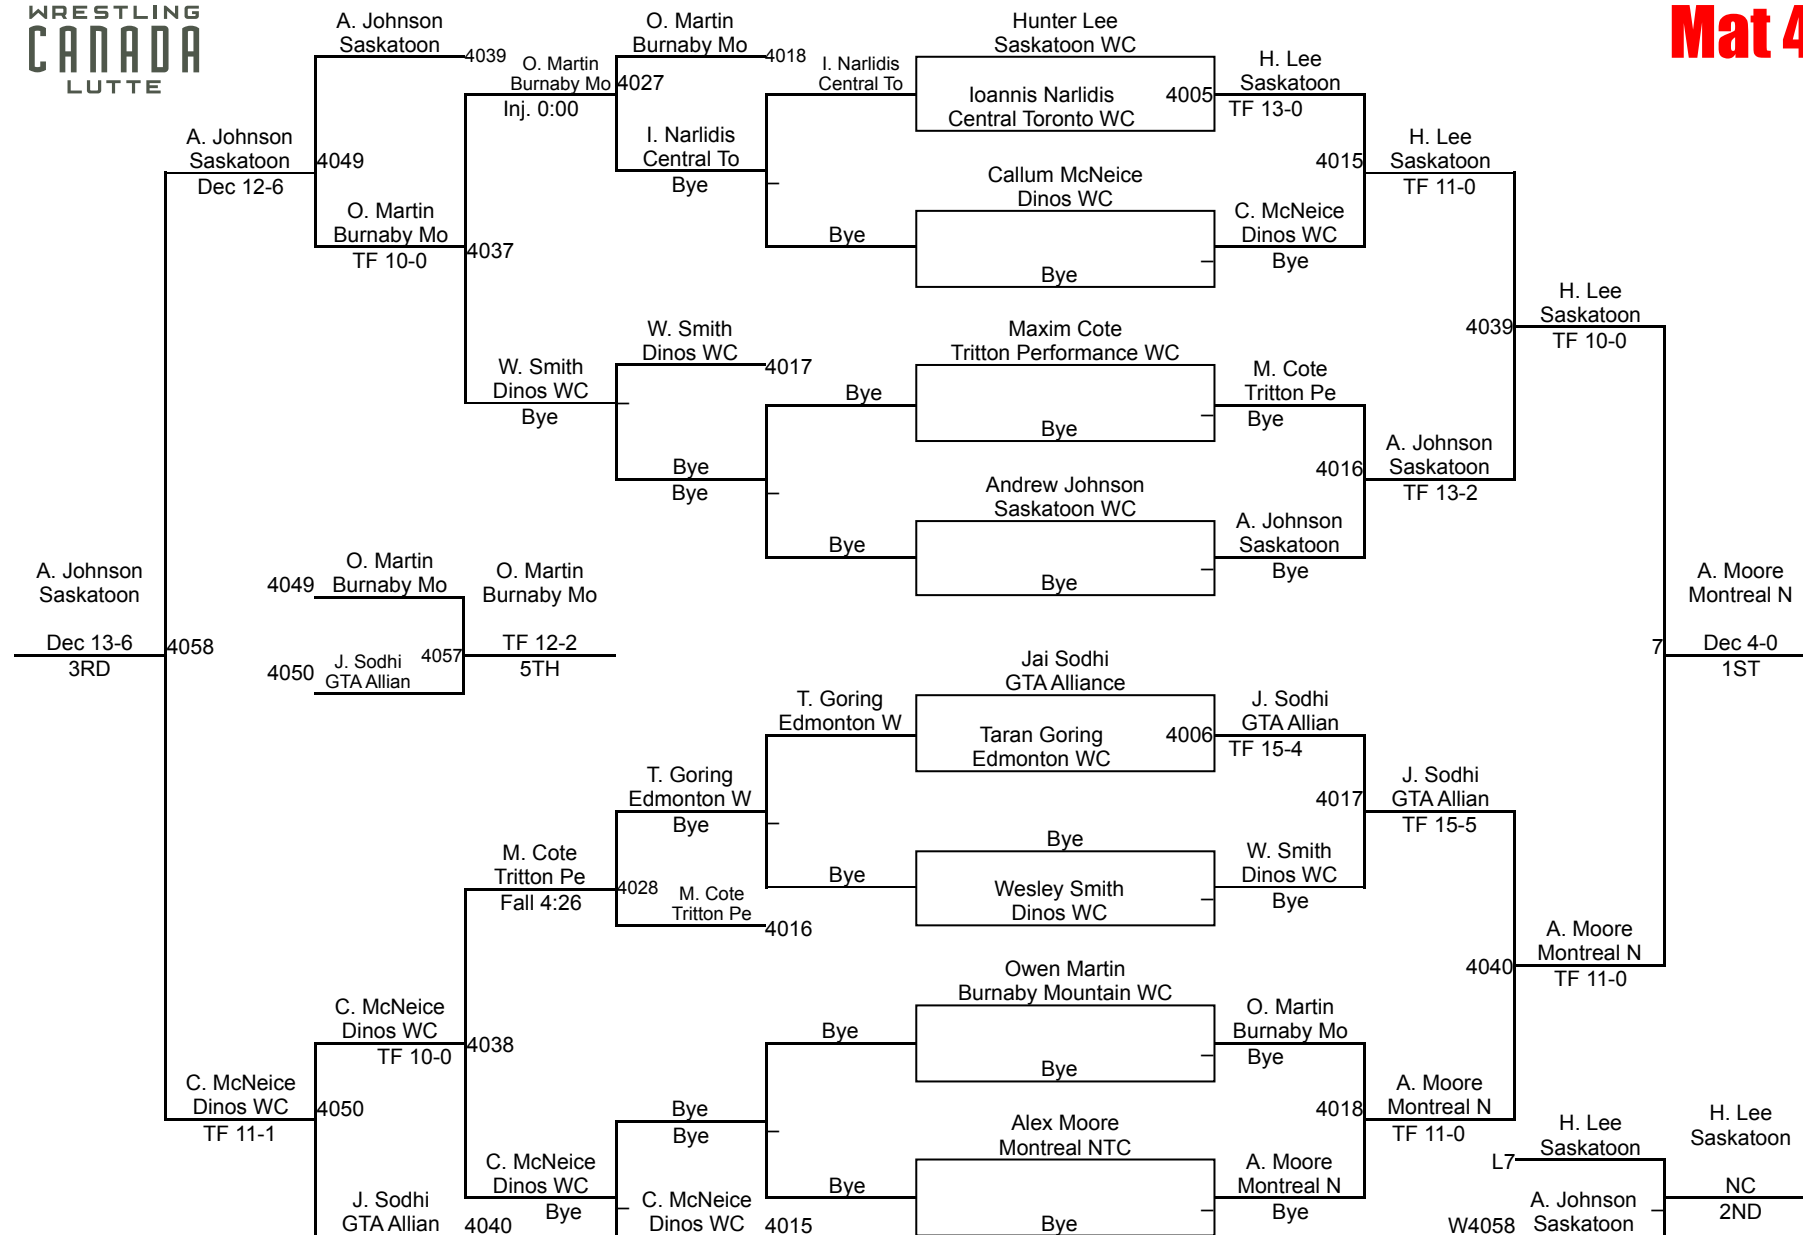 WRESTLING
CANADA
LUTTE
Mat 4
A. Johnson
Saskatoon
4039
O. Martin
Burnaby Mo
Inj. 0:00
4027
O. Martin
Burnaby Mo
4018
I. Narlidis
Central To
Hunter Lee
Saskatoon WC
Ioannis Narlidis
Central Toronto WC
4005
H. Lee
Saskatoon
TF 13-0
A. Johnson
Saskatoon
Dec 12-6
4049
I. Narlidis
Central To
Bye
4015
H. Lee
Saskatoon
TF 11-0
Callum McNeice
Dinos WC
Bye
O. Martin
Burnaby Mo
TF 10-0
4037
Bye
C. McNeice
Dinos WC
Bye
W. Smith
Dinos WC
4017
W. Smith
Dinos WC
Bye
Bye
Maxim Cote
Tritton Performance WC
Bye
M. Cote
Tritton Pe
Bye
4039
H. Lee
Saskatoon
TF 10-0
Bye
Bye
4016
A. Johnson
Saskatoon
TF 13-2
Andrew Johnson
Saskatoon WC
Bye
Bye
A. Johnson
Saskatoon
Bye
A. Johnson
Saskatoon
Dec 13-6
3RD
4058
4049
O. Martin
Burnaby Mo
4050
J. Sodhi
GTA Allian
4057
O. Martin
Burnaby Mo
TF 12-2
5TH
7
A. Moore
Montreal N
Dec 4-0
1ST
Jai Sodhi
GTA Alliance
Taran Goring
Edmonton WC
4006
J. Sodhi
GTA Allian
TF 15-4
T. Goring
Edmonton W
T. Goring
Edmonton W
Bye
4017
J. Sodhi
GTA Allian
TF 15-5
M. Cote
Tritton Pe
Fall 4:26
4028
M. Cote
Tritton Pe
4016
Bye
Bye
Wesley Smith
Dinos WC
W. Smith
Dinos WC
Bye
4040
A. Moore
Montreal N
TF 11-0
Owen Martin
Burnaby Mountain WC
Bye
Bye
O. Martin
Burnaby Mo
Bye
C. McNeice
Dinos WC
TF 10-0
4038
C. McNeice
Dinos WC
TF 11-1
4050
Bye
Bye
4018
A. Moore
Montreal N
TF 11-0
Alex Moore
Montreal NTC
Bye
Bye
A. Moore
Montreal N
Bye
C. McNeice
Dinos WC
Bye
C. McNeice
Dinos WC
4015
J. Sodhi
GTA Allian
4040
L7
H. Lee
Saskatoon
W4058
A. Johnson
Saskatoon
H. Lee
Saskatoon
NC
2ND